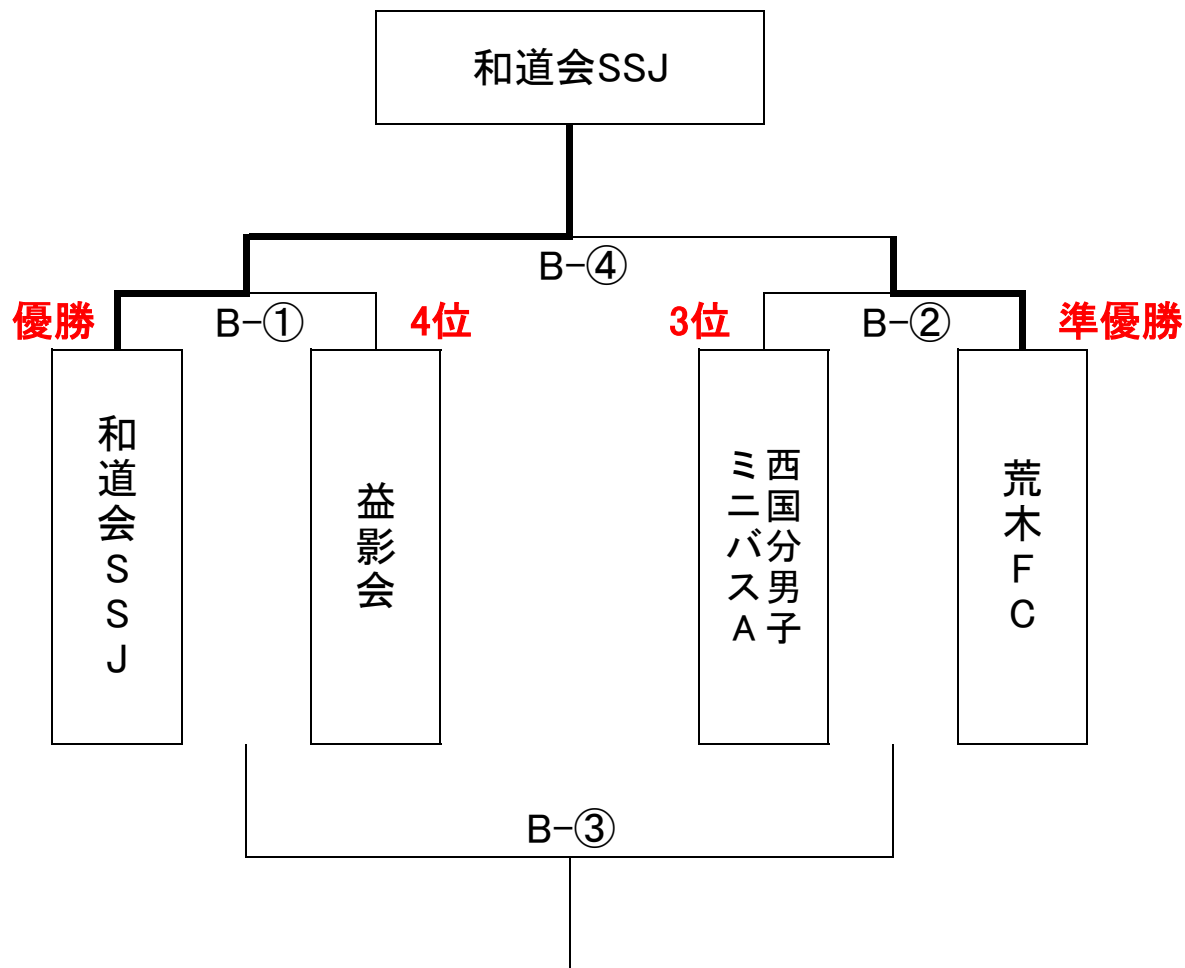 和道会SSJ
B-④
優勝
B-①
4位
3位
B-②
準優勝
和道会SSJ
益影会
西国分男子
ミニバスA
荒木FC
B-③